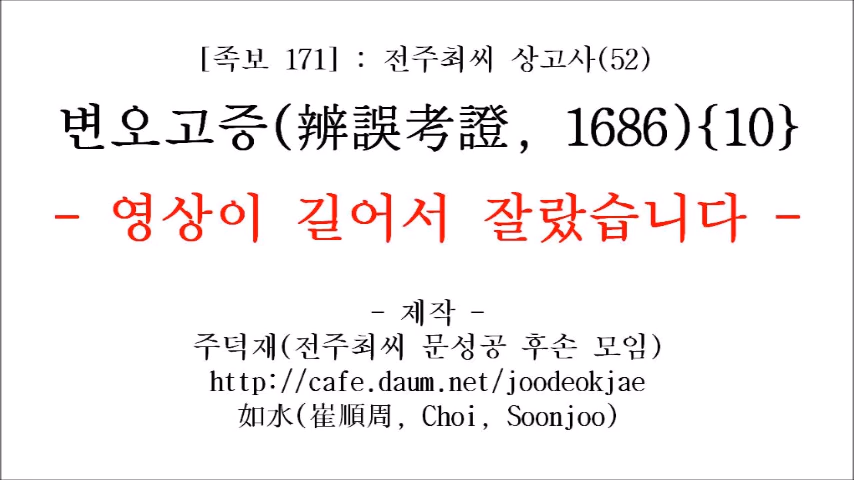 [족보 171] : 전주최씨 상고사(52)
변오고증(辨誤考證, 1686){10}
- 영상이 길어서 잘랐습니다 -
- 제작 -
주덕재(전주최씨 문성공 후손 모임)
http://cafe.daum.net/joodeokjae
如水(崔順周, Choi, Soonjoo)